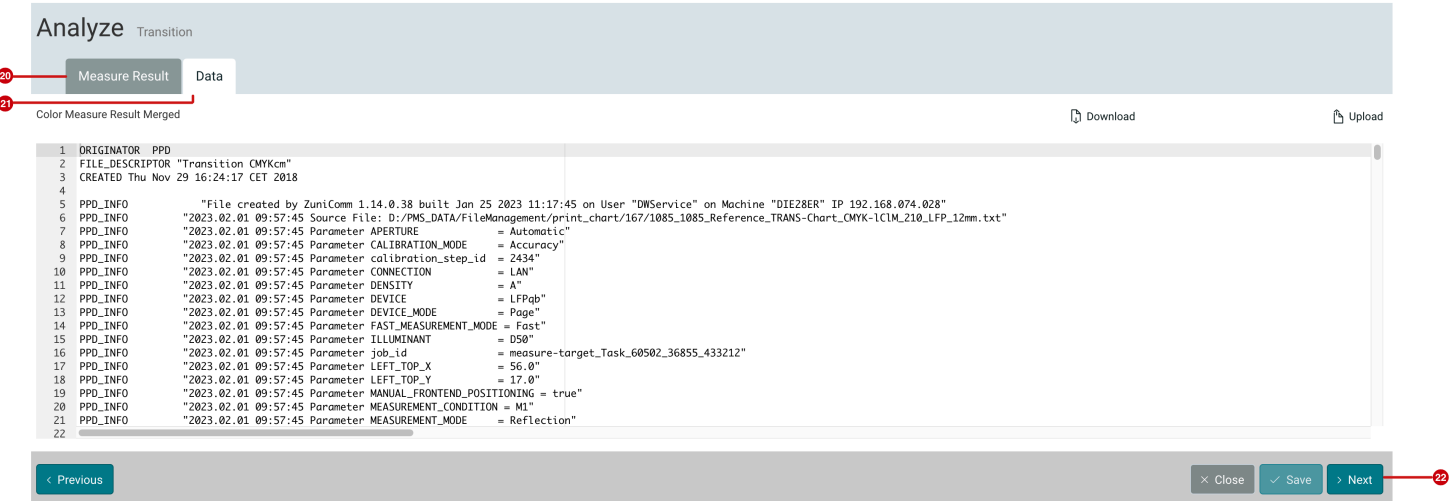 Analyze Transition
20 Measure Result Data
21
Color Measure Result Merged Download Upload
1 ORIGINATOR PPD
2 FILE_DESCRIPTOR "Transition CMYKcm"
3 CREATED Thu Nov 29 16:24:17 CET 2018
4
5 PPD_INFO "File created by ZuniComm 1.14.0.38 built Jan 25 2023 11:17:45 on User "DWService" on Machine "DIE28ER" IP 192.168.074.028"
6 PPD_INFO "2023.02.01 09:57:45 Source File: D:/PMS_DATA/FileManagement/print_chart/167/1085_1085_Reference_TRANS-Chart_CMYK-lClM_210_LFP_12mm.txt"
7 PPD_INFO "2023.02.01 09:57:45 Parameter APERTURE = Automatic"
8 PPD_INFO "2023.02.01 09:57:45 Parameter CALIBRATION_MODE = Accuracy"
9 PPD_INFO "2023.02.01 09:57:45 Parameter calibration_step_id = 2434"
10 PPD_INFO "2023.02.01 09:57:45 Parameter CONNECTION = LAN"
11 PPD_INFO "2023.02.01 09:57:45 Parameter DENSITY = A"
12 PPD_INFO "2023.02.01 09:57:45 Parameter DEVICE = LFPqb"
13 PPD_INFO "2023.02.01 09:57:45 Parameter DEVICE_MODE = Page"
14 PPD_INFO "2023.02.01 09:57:45 Parameter FAST_MEASUREMENT_MODE = Fast"
15 PPD_INFO "2023.02.01 09:57:45 Parameter ILLUMINANT = D50"
16 PPD_INFO "2023.02.01 09:57:45 Parameter job_id = measure-target_Task_60502_36855_433212"
17 PPD_INFO "2023.02.01 09:57:45 Parameter LEFT_TOP_X = 56.0"
18 PPD_INFO "2023.02.01 09:57:45 Parameter LEFT_TOP_Y = 17.0"
19 PPD_INFO "2023.02.01 09:57:45 Parameter MANUAL_FRONTEND_POSITIONING = true"
20 PPD_INFO "2023.02.01 09:57:45 Parameter MEASUREMENT_CONDITION = M1"
21 PPD_INFO "2023.02.01 09:57:45 Parameter MEASUREMENT_MODE = Reflection"
22
< Previous × Close ✓ Save > Next 22